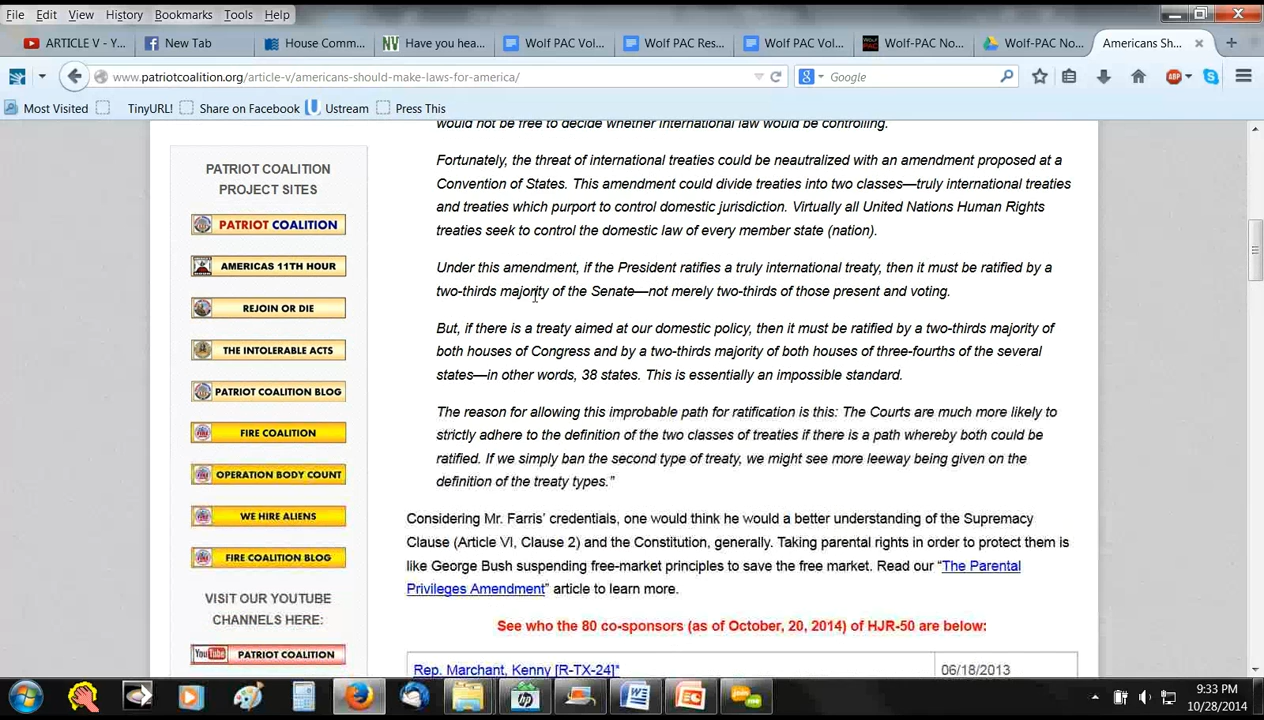 File Edit View History Bookmarks Tools Help
ARTICLE V - Y... New Tab House Comm... Have you hea... Wolf PAC Vol... Wolf PAC Res... Wolf PAC Vol... Wolf-PAC No... Wolf-PAC No... Americans Sh...
www.patriotcoalition.org/article-v/americans-should-make-laws-for-america/ Google
Most Visited TinyURL! Share on Facebook Ustream Press This
would not be free to decide whether international law would be controlling.
PATRIOT COALITION
PROJECT SITES
PATRIOT COALITION
AMERICAS 11TH HOUR
REJOIN OR DIE
THE INTOLERABLE ACTS
PATRIOT COALITION BLOG
FIRE COALITION
OPERATION BODY COUNT
WE HIRE ALIENS
FIRE COALITION BLOG
VISIT OUR YOUTUBE
CHANNELS HERE:
YouTube PATRIOT COALITION
Fortunately, the threat of international treaties could be neautralized with an amendment proposed at a
Convention of States. This amendment could divide treaties into two classes—truly international treaties
and treaties which purport to control domestic jurisdiction. Virtually all United Nations Human Rights
treaties seek to control the domestic law of every member state (nation).
Under this amendment, if the President ratifies a truly international treaty, then it must be ratified by a
two-thirds majority of the Senate—not merely two-thirds of those present and voting.
But, if there is a treaty aimed at our domestic policy, then it must be ratified by a two-thirds majority of
both houses of Congress and by a two-thirds majority of both houses of three-fourths of the several
states—in other words, 38 states. This is essentially an impossible standard.
The reason for allowing this improbable path for ratification is this: The Courts are much more likely to
strictly adhere to the definition of the two classes of treaties if there is a path whereby both could be
ratified. If we simply ban the second type of treaty, we might see more leeway being given on the
definition of the treaty types.”
Considering Mr. Farris’ credentials, one would think he would a better understanding of the Supremacy
Clause (Article VI, Clause 2) and the Constitution, generally. Taking parental rights in order to protect them is
like George Bush suspending free-market principles to save the free market. Read our “The Parental
Privileges Amendment” article to learn more.
See who the 80 co-sponsors (as of October, 20, 2014) of HJR-50 are below:
Rep. Marchant, Kenny [R-TX-24]* 06/18/2013
9:33 PM
10/28/2014